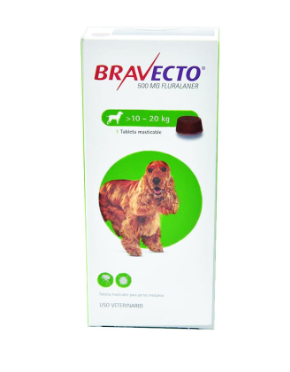 BRAVECTO®
500 MG FLURALANER
>10 – 20 kg
1 Tableta masticable
USO VETERINARIO